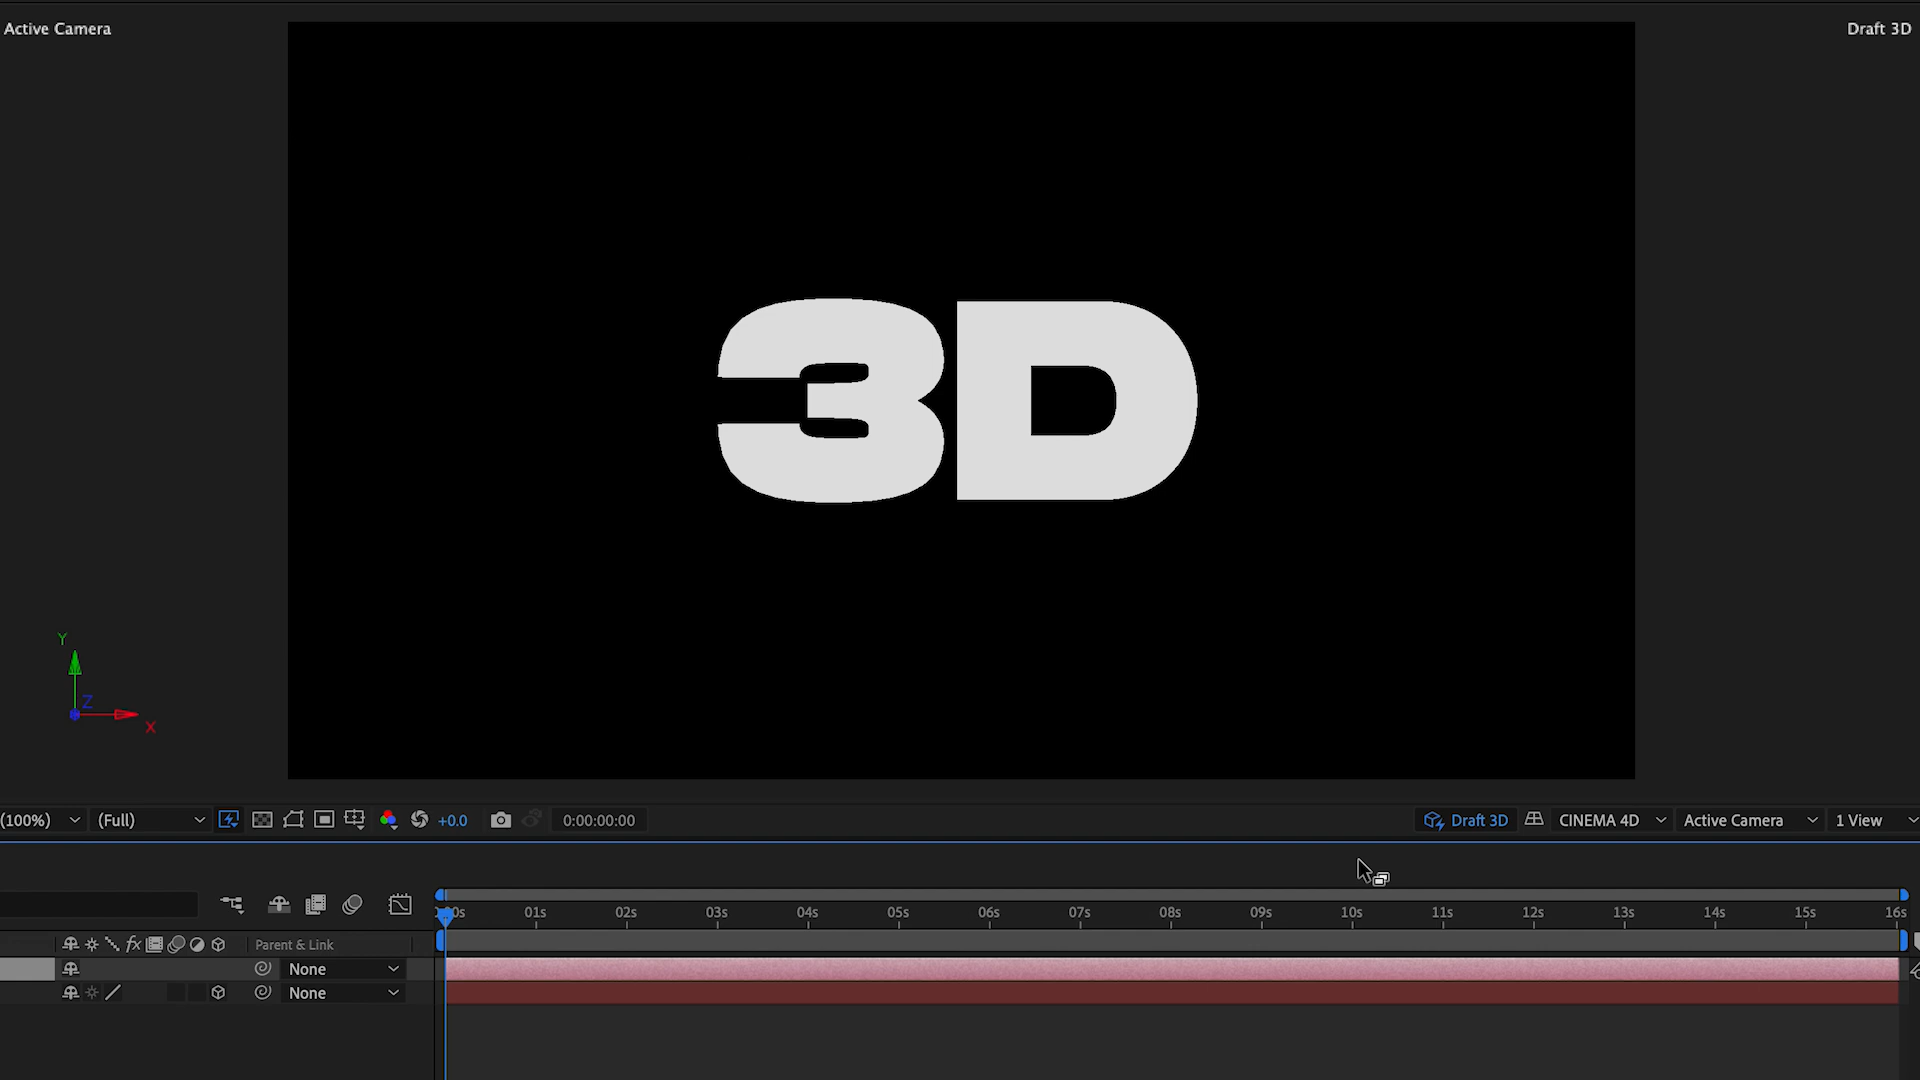 Active Camera
Draft 3D
3D
Y
Z
X
(100%)
(Full)
+0.0
0:00:00:00
Draft 3D
CINEMA 4D
Active Camera
1 View
01s
02s
03s
04s
05s
06s
07s
08s
09s
10s
11s
12s
13s
14s
15s
16s
fx
Parent & Link
None
None